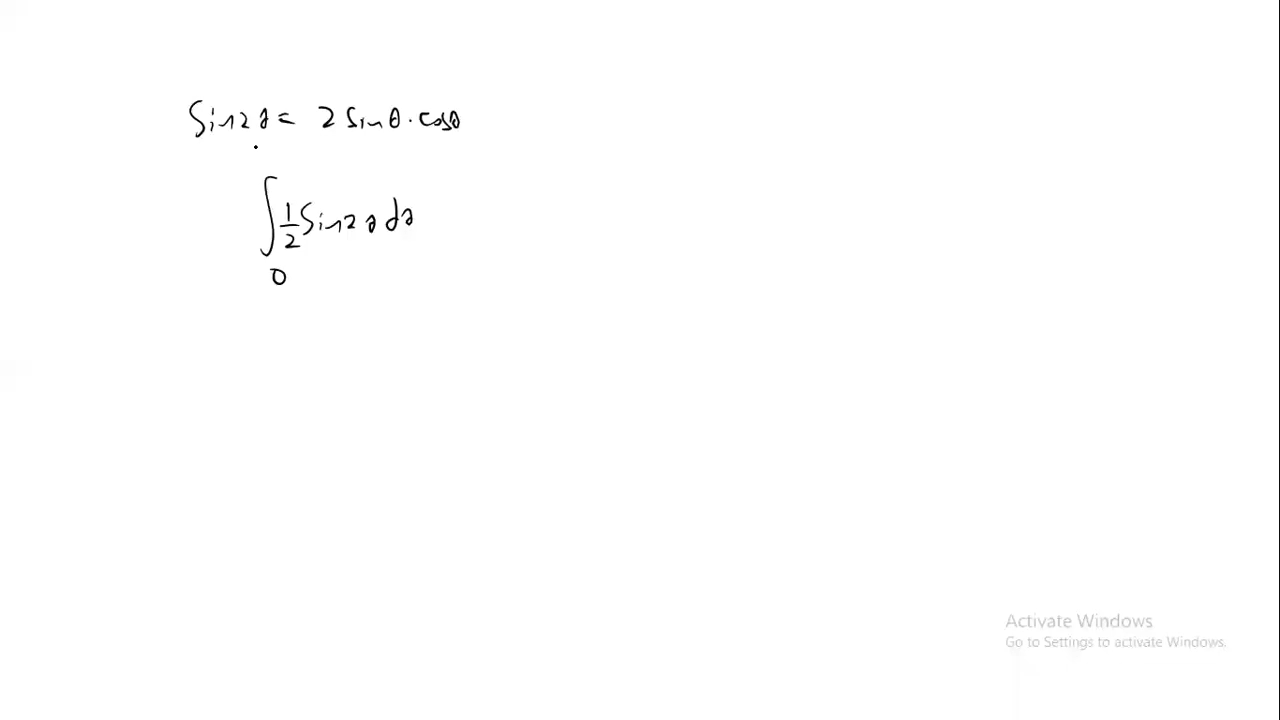 Sin2θ = 2 Sinθ · cosθ
∫₀ 1/2 Sin2θ dθ
Activate Windows
Go to Settings to activate Windows.